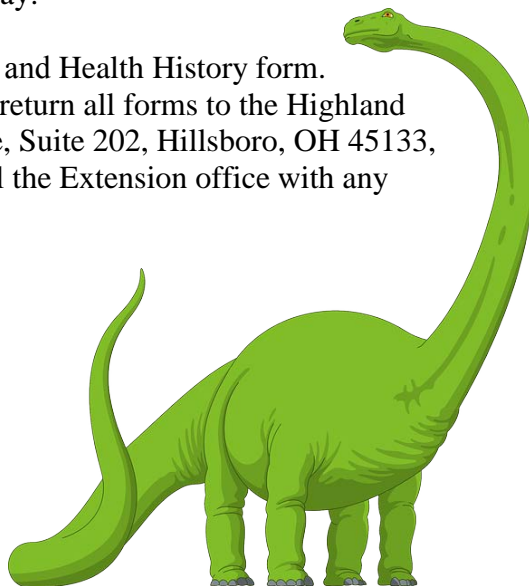 ay.
and Health History form.
return all forms to the Highland
e, Suite 202, Hillsboro, OH 45133,
l the Extension office with any